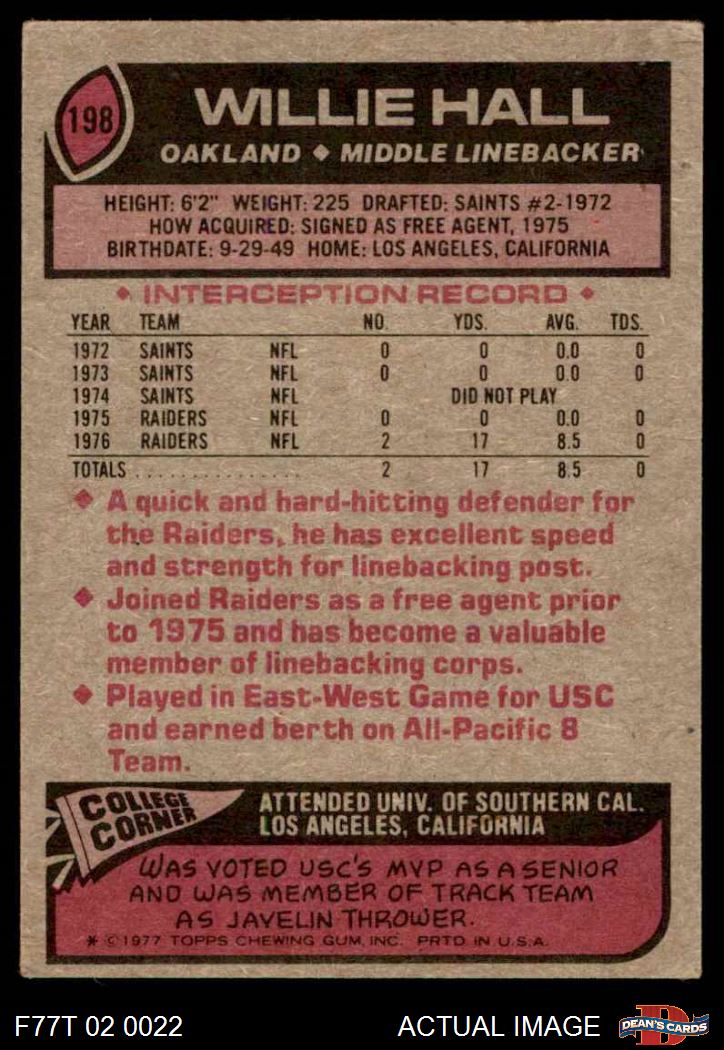 198
WILLIE HALL
OAKLAND ♦ MIDDLE LINEBACKER
HEIGHT: 6'2" WEIGHT: 225 DRAFTED: SAINTS #2-1972
HOW ACQUIRED: SIGNED AS FREE AGENT, 1975
BIRTHDATE: 9-29-49 HOME: LOS ANGELES, CALIFORNIA
♦ INTERCEPTION RECORD ♦
YEAR TEAM NO. YDS. AVG. TDS.
1972 SAINTS NFL 0 0 0.0 0
1973 SAINTS NFL 0 0 0.0 0
1974 SAINTS NFL DID NOT PLAY
1975 RAIDERS NFL 0 0 0.0 0
1976 RAIDERS NFL 2 17 8.5 0
TOTALS . . . . . . . . . . . . . . . 2 17 8.5 0
♦ A quick and hard-hitting defender for
the Raiders, he has excellent speed
and strength for linebacking post.
♦ Joined Raiders as a free agent prior
to 1975 and has become a valuable
member of linebacking corps.
♦ Played in East-West Game for USC
and earned berth on All-Pacific 8
Team.
COLLEGE
CORNER
ATTENDED UNIV. OF SOUTHERN CAL.
LOS ANGELES, CALIFORNIA
WAS VOTED USC'S MVP AS A SENIOR
AND WAS MEMBER OF TRACK TEAM
AS JAVELIN THROWER.
* © 1977 TOPPS CHEWING GUM, INC. PRTD IN U.S.A.
F77T 02 0022
ACTUAL IMAGE
D
DEAN'S CARDS